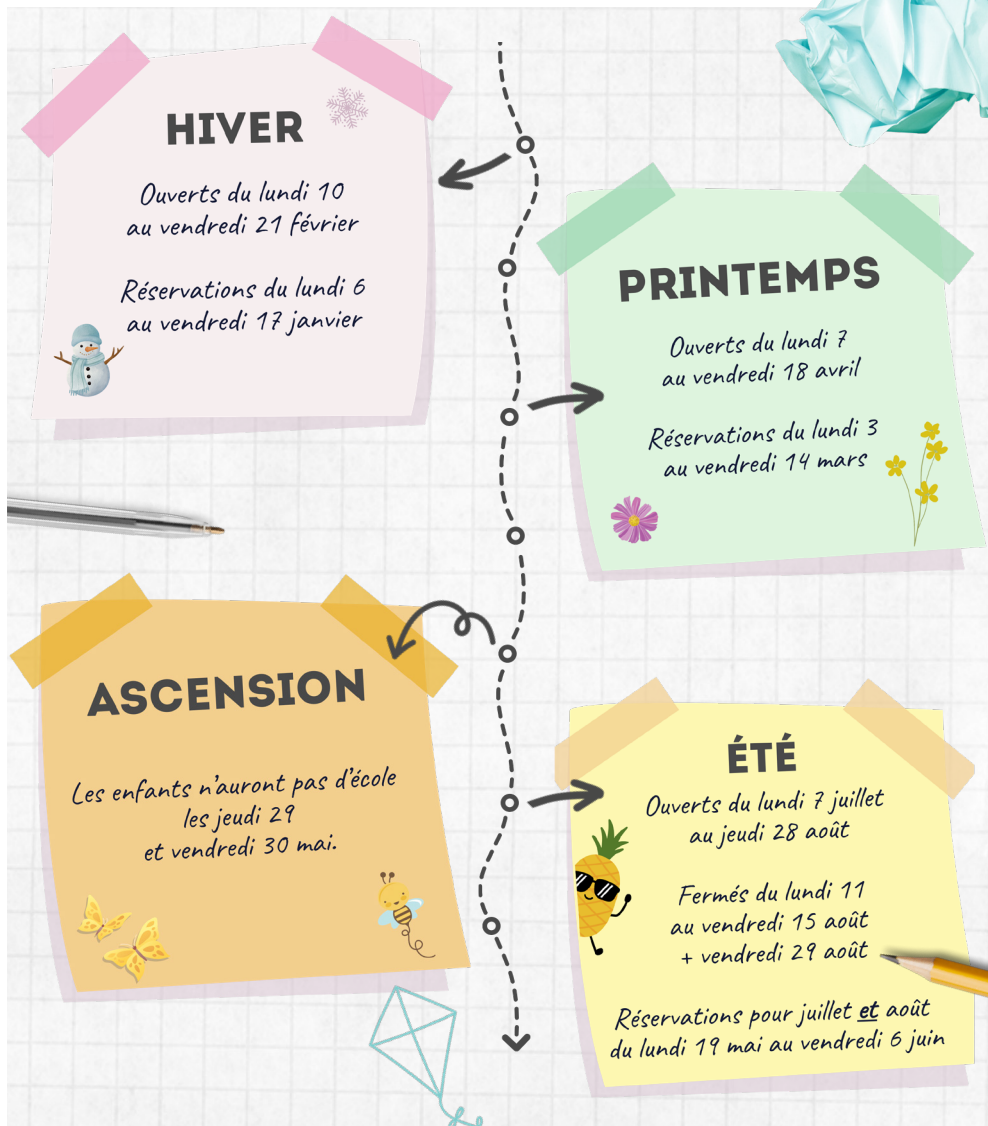 HIVER
Ouverts du lundi 10
au vendredi 21 février
Réservations du lundi 6
au vendredi 17 janvier
PRINTEMPS
Ouverts du lundi 7
au vendredi 18 avril
Réservations du lundi 3
au vendredi 14 mars
ASCENSION
Les enfants n'auront pas d'école
les jeudi 29
et vendredi 30 mai.
ÉTÉ
Ouverts du lundi 7 juillet
au jeudi 28 août
Fermés du lundi 11
au vendredi 15 août
+ vendredi 29 août
Réservations pour juillet et août
du lundi 19 mai au vendredi 6 juin